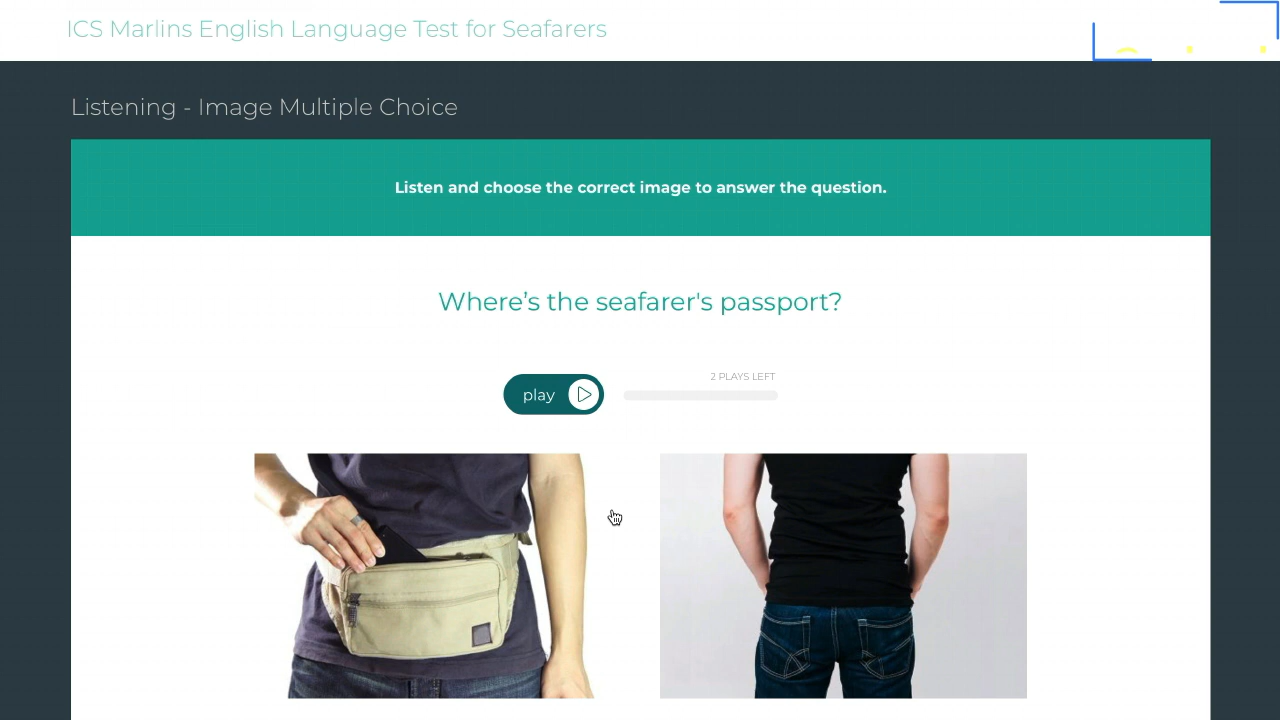 ICS Marlins English Language Test for Seafarers
Listening - Image Multiple Choice
Listen and choose the correct image to answer the question.
Where’s the seafarer's passport?
2 PLAYS LEFT
play